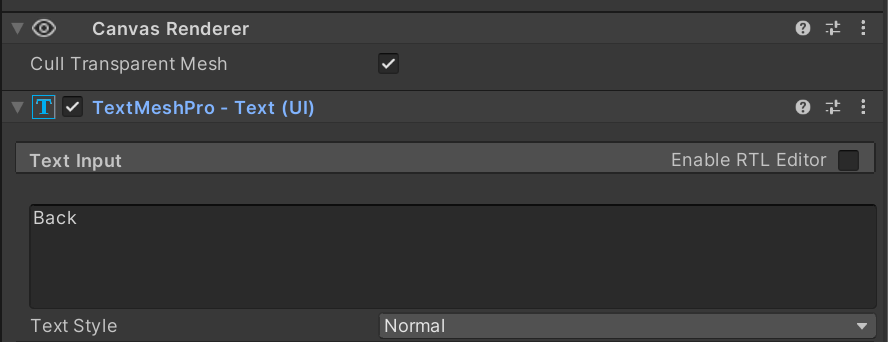 Canvas Renderer
Cull Transparent Mesh
TextMeshPro - Text (UI)
Text Input Enable RTL Editor
Back
Text Style Normal